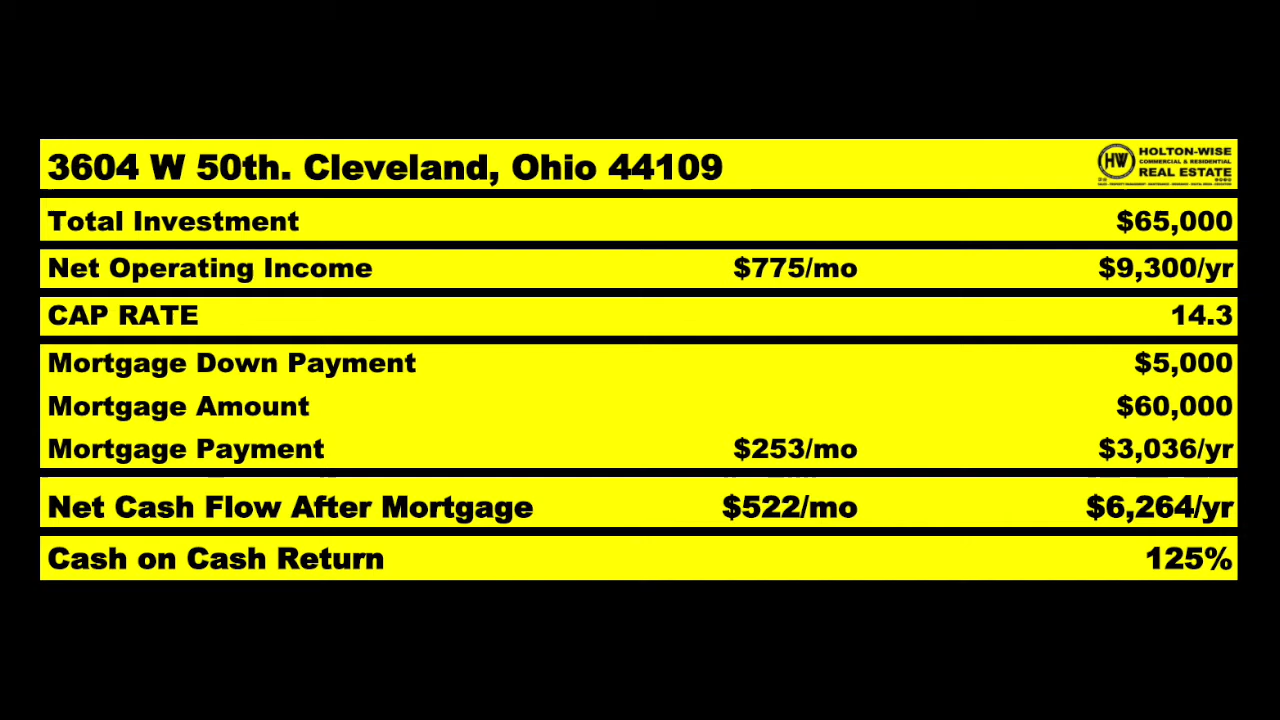 3604 W 50th. Cleveland, Ohio 44109
HW
HOLTON-WISE
COMMERCIAL & RESIDENTIAL
REAL ESTATE
Total Investment $65,000
Net Operating Income $775/mo $9,300/yr
CAP RATE 14.3
Mortgage Down Payment $5,000
Mortgage Amount $60,000
Mortgage Payment $253/mo $3,036/yr
Net Cash Flow After Mortgage $522/mo $6,264/yr
Cash on Cash Return 125%